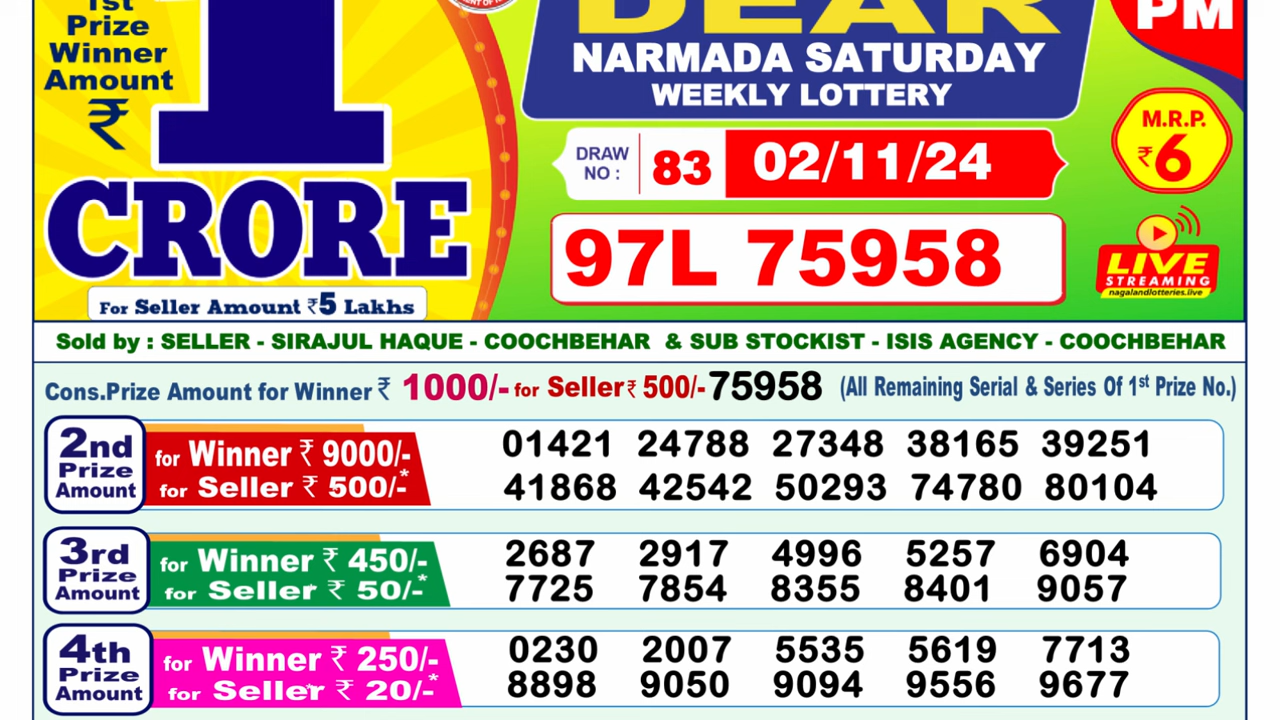 1st
Prize
Winner
Amount
₹
1
CRORE
For Seller Amount ₹5 Lakhs
DEAR
NARMADA SATURDAY
WEEKLY LOTTERY
PM
DRAW
NO :
83
02/11/24
M.R.P.
₹6
97L 75958
LIVE
STREAMING
nagalandlotteries.live
Sold by : SELLER - SIRAJUL HAQUE - COOCHBEHAR & SUB STOCKIST - ISIS AGENCY - COOCHBEHAR
Cons.Prize Amount for Winner ₹ 1000/- for Seller ₹ 500/- 75958 (All Remaining Serial & Series Of 1st Prize No.)
2nd
Prize
Amount
for Winner ₹ 9000/-
for Seller ₹ 500/-*
01421 24788 27348 38165 39251
41868 42542 50293 74780 80104
3rd
Prize
Amount
for Winner ₹ 450/-
for Seller ₹ 50/-*
2687 2917 4996 5257 6904
7725 7854 8355 8401 9057
4th
Prize
Amount
for Winner ₹ 250/-
for Seller ₹ 20/-*
0230 2007 5535 5619 7713
8898 9050 9094 9556 9677